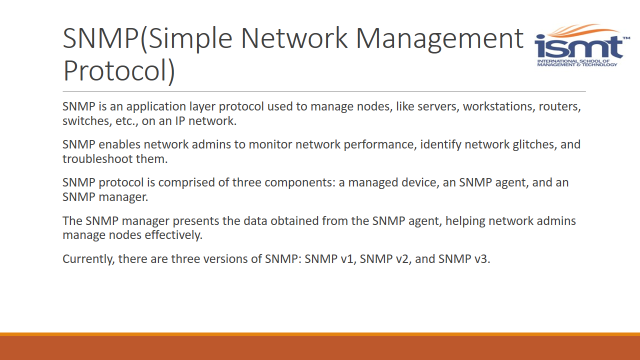 SNMP(Simple Network Management
Protocol)
ismt™
INTERNATIONAL SCHOOL OF
MANAGEMENT & TECHNOLOGY
SNMP is an application layer protocol used to manage nodes, like servers, workstations, routers,
switches, etc., on an IP network.
SNMP enables network admins to monitor network performance, identify network glitches, and
troubleshoot them.
SNMP protocol is comprised of three components: a managed device, an SNMP agent, and an
SNMP manager.
The SNMP manager presents the data obtained from the SNMP agent, helping network admins
manage nodes effectively.
Currently, there are three versions of SNMP: SNMP v1, SNMP v2, and SNMP v3.